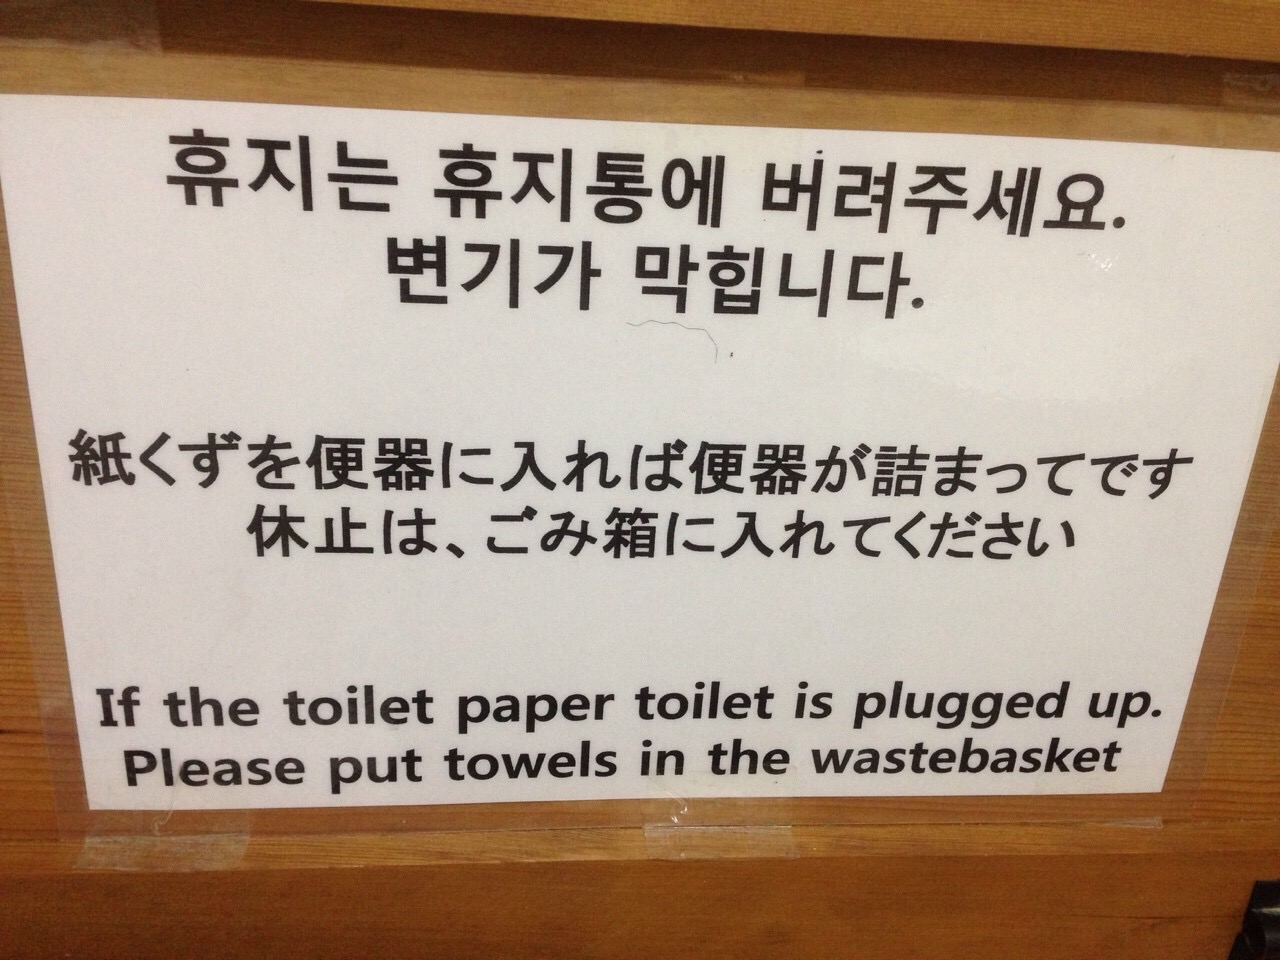 휴지는 휴지통에 버려주세요.
변기가 막힙니다.
紙くずを便器に入れば便器が詰まってです
休止は、ごみ箱に入れてください
If the toilet paper toilet is plugged up.
Please put towels in the wastebasket